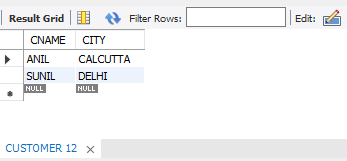 Result Grid Filter Rows: Edit:
CNAME CITY
ANIL CALCUTTA
SUNIL DELHI
NULL NULL
CUSTOMER 12 ×